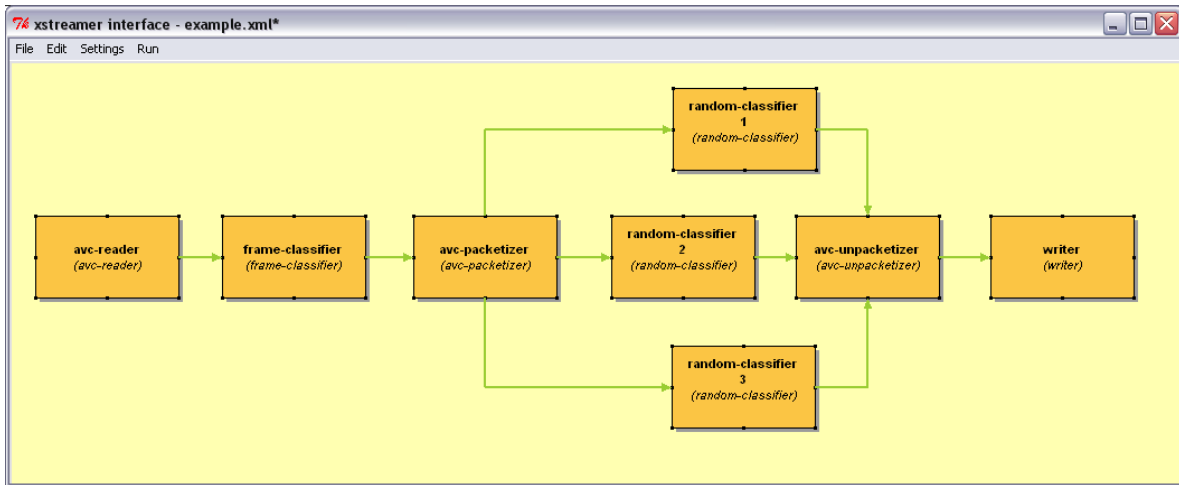 xstreamer interface - example.xml*
File Edit Settings Run
random-classifier
1
(random-classifier)
avc-reader
(avc-reader)
frame-classifier
(frame-classifier)
avc-packetizer
(avc-packetizer)
random-classifier
2
(random-classifier)
avc-unpacketizer
(avc-unpacketizer)
writer
(writer)
random-classifier
3
(random-classifier)